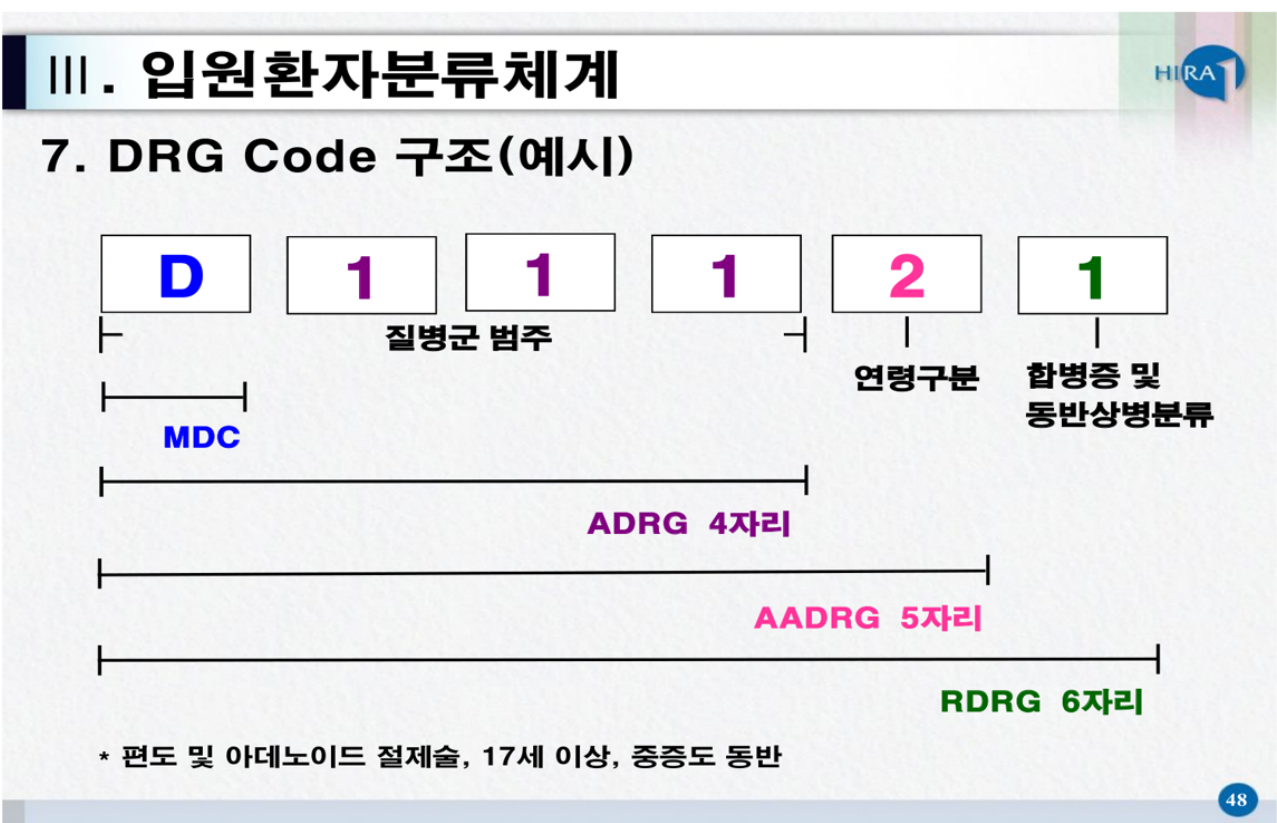 III. 입원환자분류체계
HIRA
7. DRG Code 구조(예시)
D 1 1 1 2 1
질병군 범주
연령구분
합병증 및
동반상병분류
MDC
ADRG 4자리
AADRG 5자리
RDRG 6자리
* 편도 및 아데노이드 절제술, 17세 이상, 중증도 동반
48